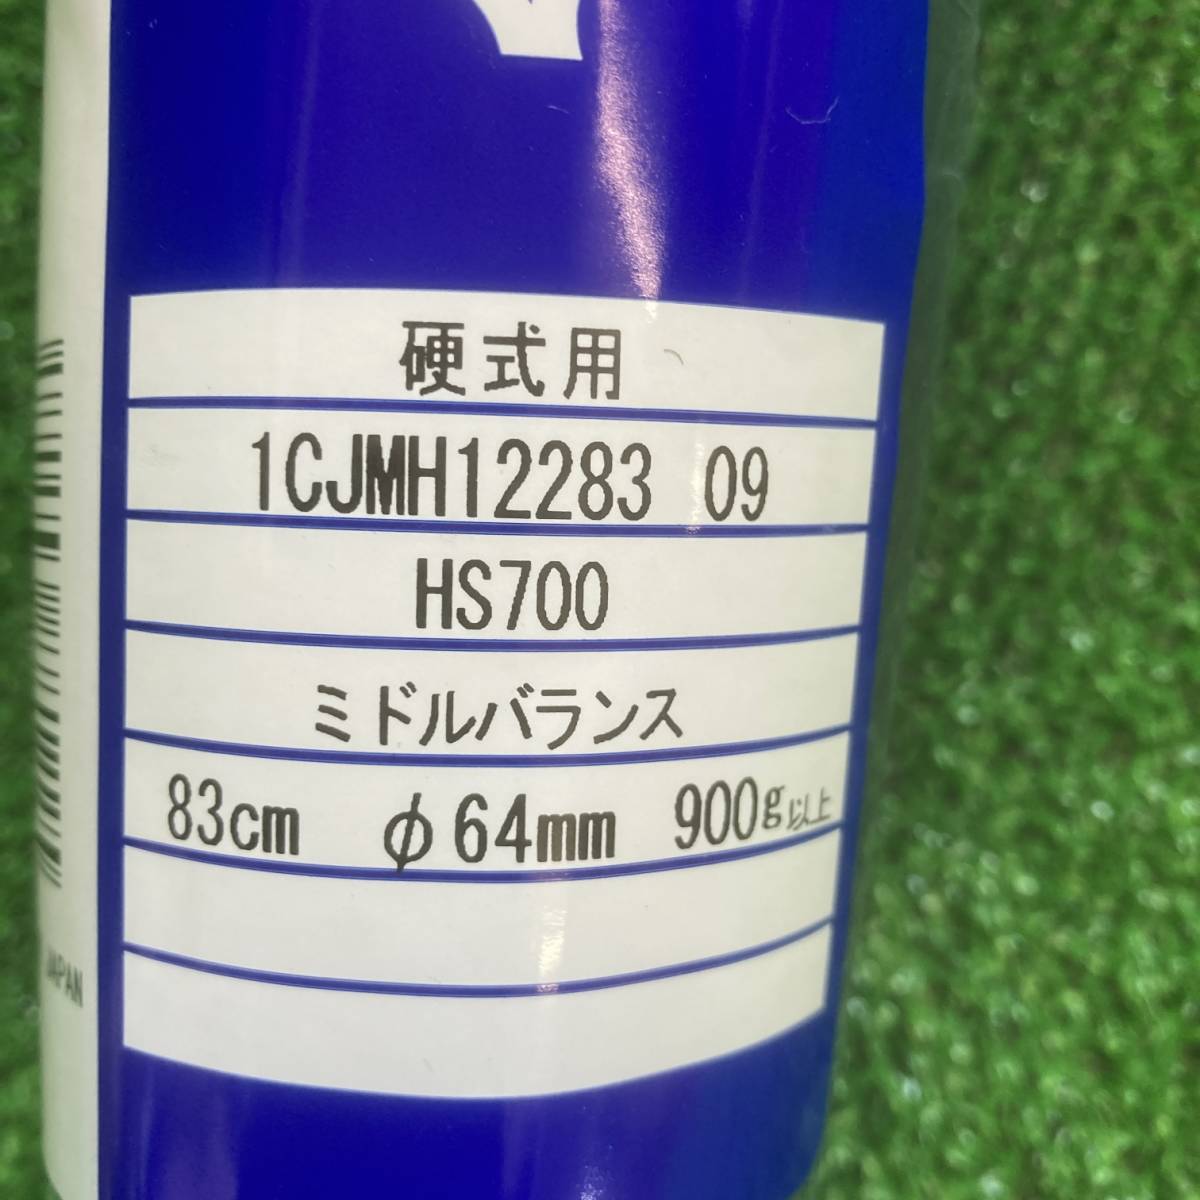 硬式用
1CJMH12283 09
HS700
ミドルバランス
83cm φ64mm 900g以上
JAPAN